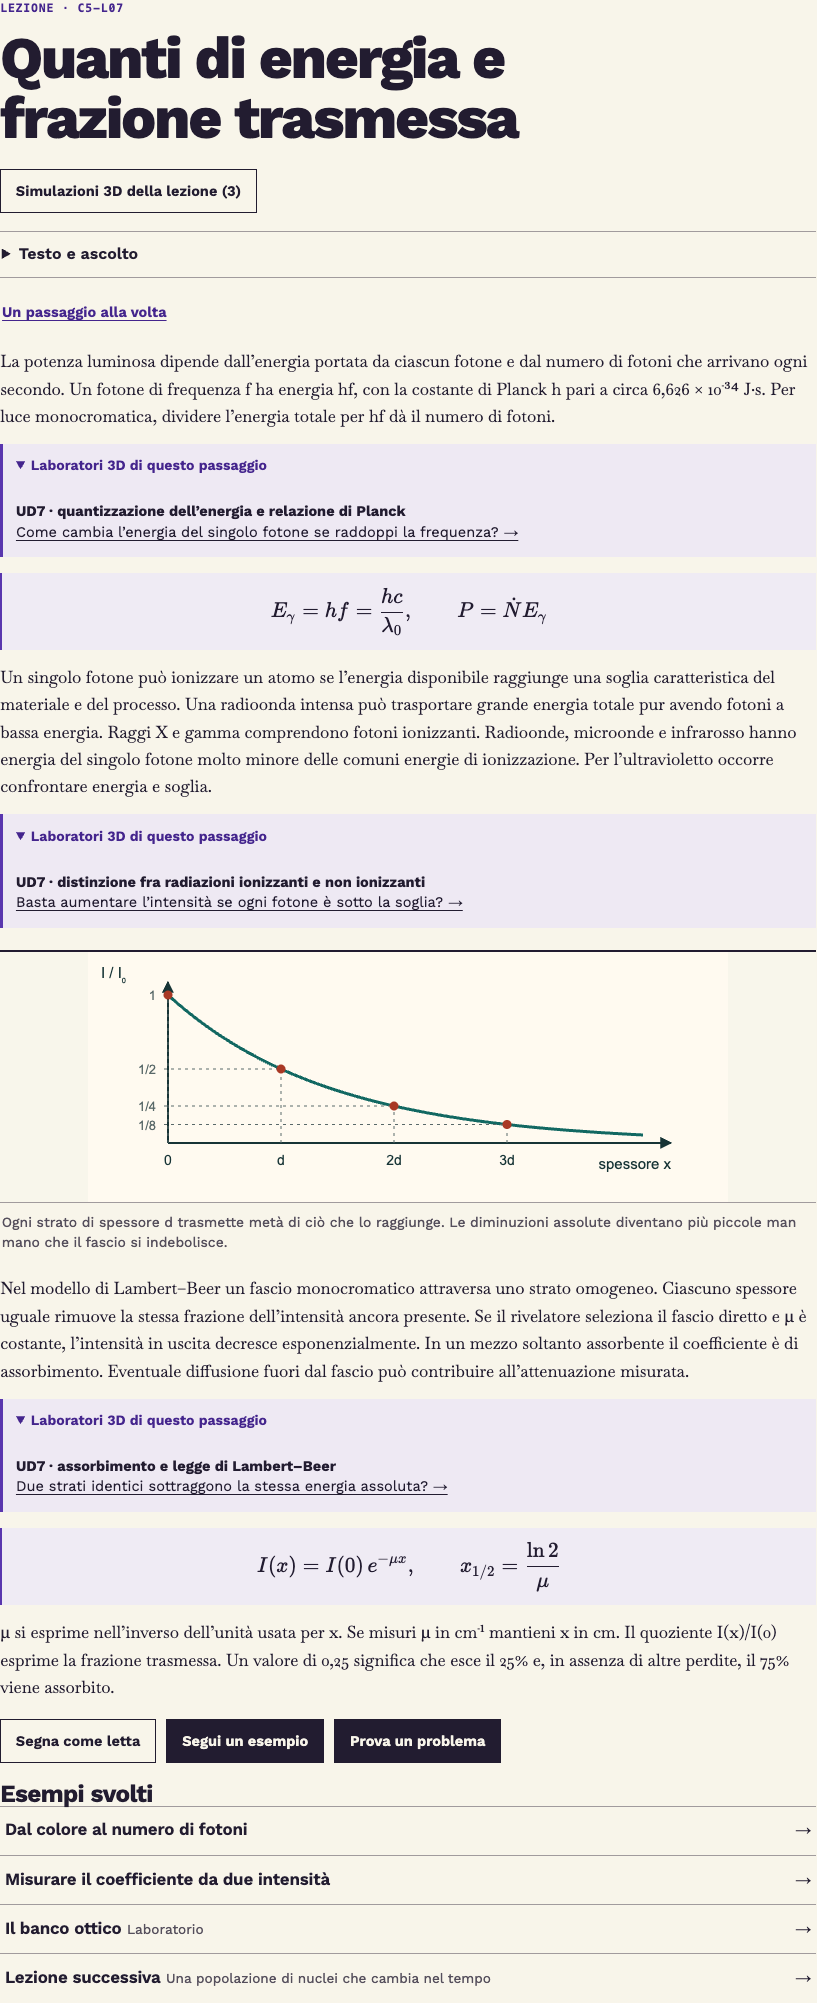 LEZIONE · C5–L07
Quanti di energia e
frazione trasmessa
Simulazioni 3D della lezione (3)
▶ Testo e ascolto
Un passaggio alla volta
La potenza luminosa dipende dall’energia portata da ciascun fotone e dal numero di fotoni che arrivano ogni
secondo. Un fotone di frequenza f ha energia hf, con la costante di Planck h pari a circa 6,626 × 10⁻³⁴ J·s. Per
luce monocromatica, dividere l’energia totale per hf dà il numero di fotoni.
▼ Laboratori 3D di questo passaggio
UD7 · quantizzazione dell’energia e relazione di Planck
Come cambia l’energia del singolo fotone se raddoppi la frequenza? →
E_γ = hf = hc/λ₀,  P = ṄE_γ
Un singolo fotone può ionizzare un atomo se l’energia disponibile raggiunge una soglia caratteristica del
materiale e del processo. Una radioonda intensa può trasportare grande energia totale pur avendo fotoni a
bassa energia. Raggi X e gamma comprendono fotoni ionizzanti. Radioonde, microonde e infrarosso hanno
energia del singolo fotone molto minore delle comuni energie di ionizzazione. Per l’ultravioletto occorre
confrontare energia e soglia.
▼ Laboratori 3D di questo passaggio
UD7 · distinzione fra radiazioni ionizzanti e non ionizzanti
Basta aumentare l’intensità se ogni fotone è sotto la soglia? →
I / I₀
1
1/2
1/4
1/8
0 d 2d 3d
spessore x
Ogni strato di spessore d trasmette metà di ciò che lo raggiunge. Le diminuzioni assolute diventano più piccole man
mano che il fascio si indebolisce.
Nel modello di Lambert–Beer un fascio monocromatico attraversa uno strato omogeneo. Ciascuno spessore
uguale rimuove la stessa frazione dell’intensità ancora presente. Se il rivelatore seleziona il fascio diretto e μ è
costante, l’intensità in uscita decresce esponenzialmente. In un mezzo soltanto assorbente il coefficiente è di
assorbimento. Eventuale diffusione fuori dal fascio può contribuire all’attenuazione misurata.
▼ Laboratori 3D di questo passaggio
UD7 · assorbimento e legge di Lambert–Beer
Due strati identici sottraggono la stessa energia assoluta? →
I(x) = I(0) e^(−μx),  x_(1/2) = ln 2/μ
μ si esprime nell’inverso dell’unità usata per x. Se misuri μ in cm⁻¹ mantieni x in cm. Il quoziente I(x)/I(0)
esprime la frazione trasmessa. Un valore di 0,25 significa che esce il 25% e, in assenza di altre perdite, il 75%
viene assorbito.
Segna come letta Segui un esempio Prova un problema
Esempi svolti
Dal colore al numero di fotoni →
Misurare il coefficiente da due intensità →
Il banco ottico Laboratorio →
Lezione successiva Una popolazione di nuclei che cambia nel tempo →